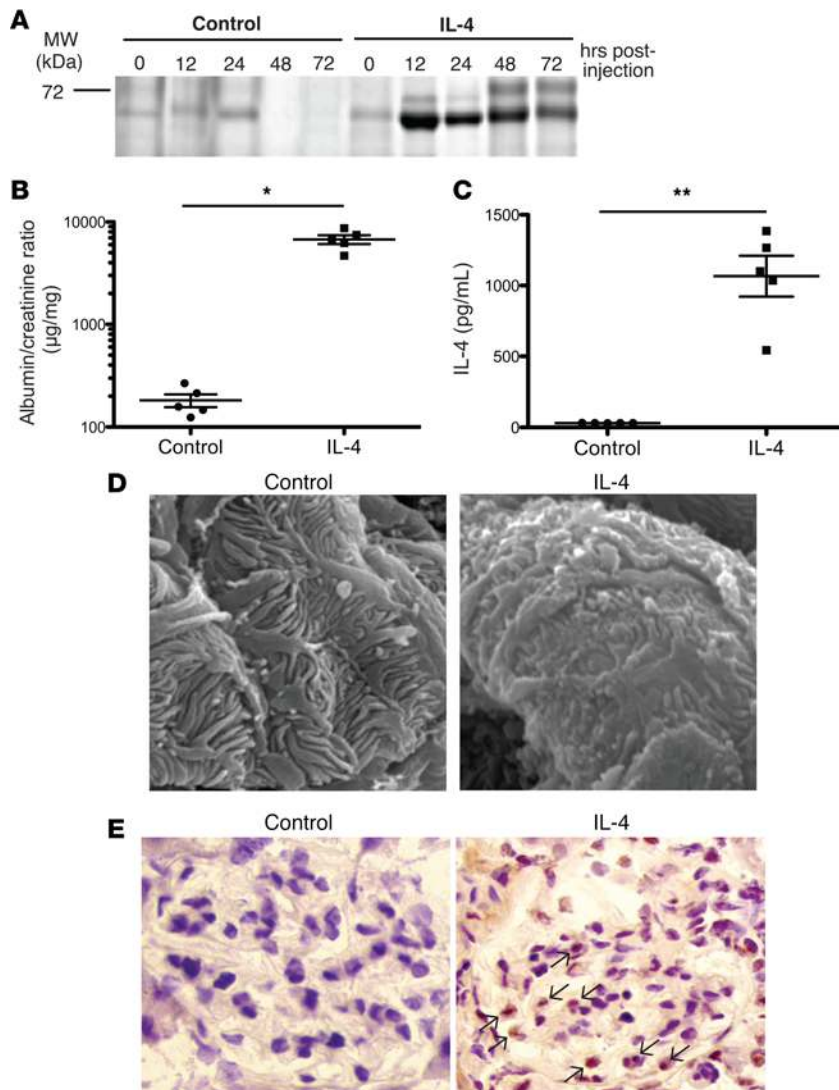 A
Control
IL-4
MW
(kDa)
0 12 24 48 72
0 12 24 48 72
hrs post-
injection
72
B
*
10000
1000
100
Albumin/creatinine ratio
(µg/mg)
Control
IL-4
C
**
1500
1000
500
0
IL-4 (pg/mL)
Control
IL-4
D
Control
IL-4
E
Control
IL-4